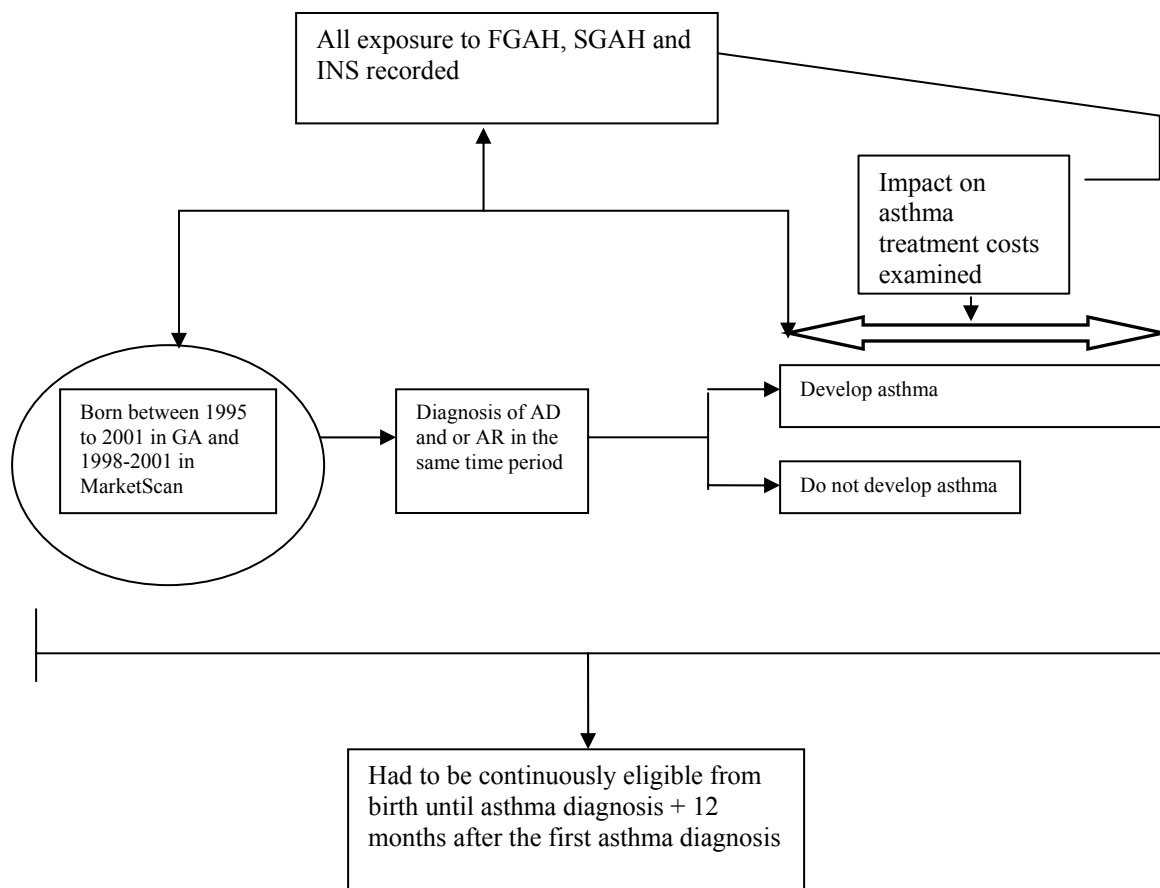 All exposure to FGAH, SGAH and
INS recorded
Impact on
asthma
treatment costs
examined
Born between 1995
to 2001 in GA and
1998-2001 in
MarketScan
Diagnosis of AD
and or AR in the
same time period
Develop asthma
Do not develop asthma
Had to be continuously eligible from
birth until asthma diagnosis + 12
months after the first asthma diagnosis